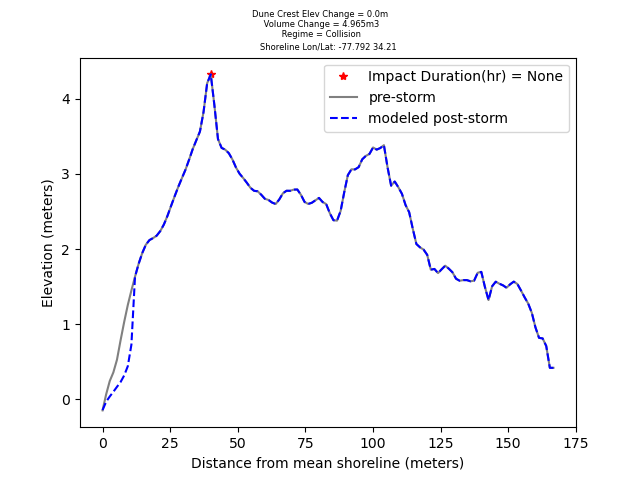 Dune Crest Elev Change = 0.0m
Volume Change = 4.965m3
Regime = Collision
Shoreline Lon/Lat: -77.792 34.21
Impact Duration(hr) = None
pre-storm
modeled post-storm
Elevation (meters)
4
3
2
1
0
0 25 50 75 100 125 150 175
Distance from mean shoreline (meters)